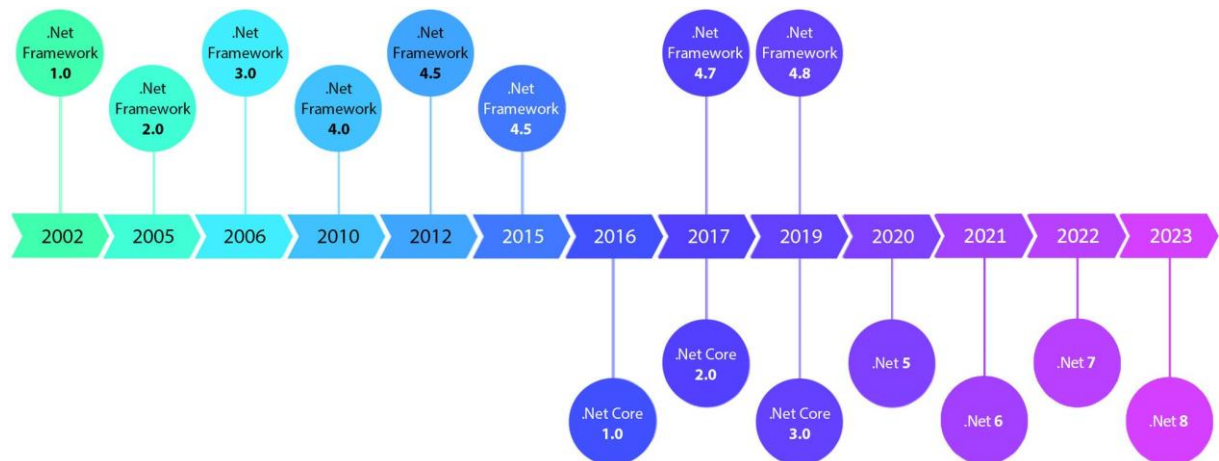 .Net
Framework
1.0
.Net
Framework
2.0
.Net
Framework
3.0
.Net
Framework
4.0
.Net
Framework
4.5
.Net
Framework
4.5
.Net
Framework
4.7
.Net
Framework
4.8
2002
2005
2006
2010
2012
2015
2016
2017
2019
2020
2021
2022
2023
.Net Core
1.0
.Net Core
2.0
.Net Core
3.0
.Net 5
.Net 6
.Net 7
.Net 8